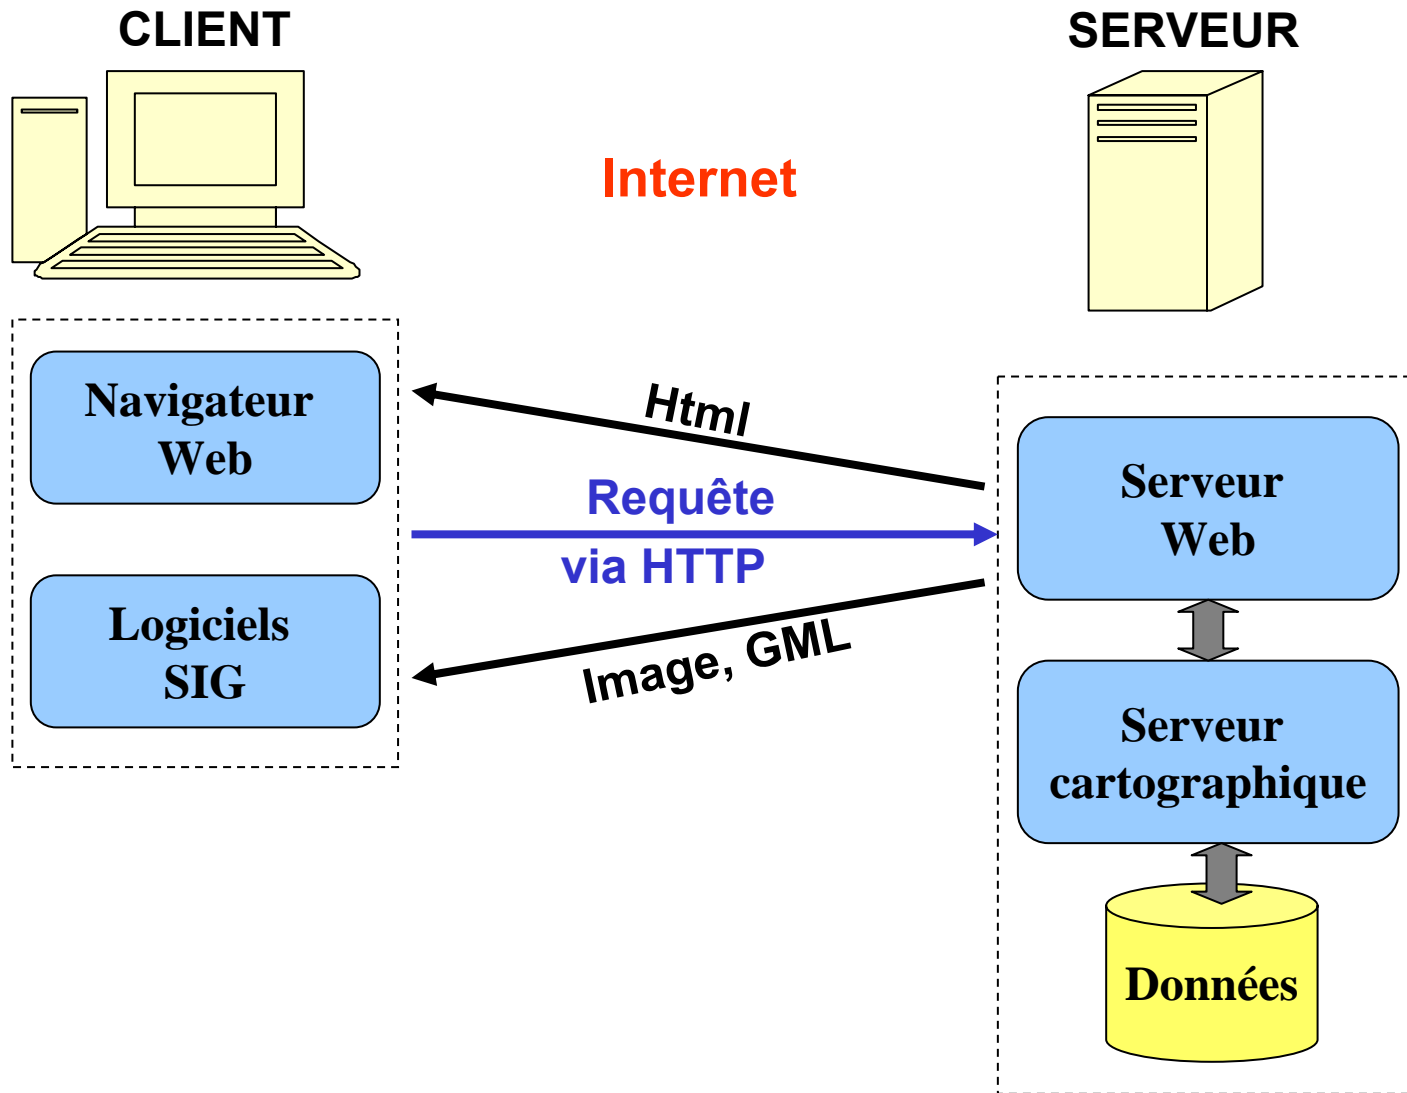 CLIENT
SERVEUR
Internet
Navigateur
Web
Logiciels
SIG
Html
Requête
via HTTP
Image, GML
Serveur
Web
Serveur
cartographique
Données